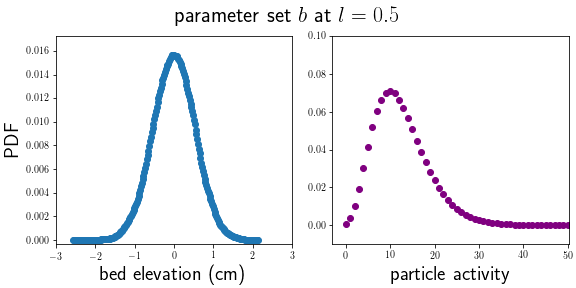 parameter set b at l = 0.5
PDF
0.016
0.014
0.012
0.010
0.008
0.006
0.004
0.002
0.000
−3 −2 −1 0 1 2 3
bed elevation (cm)
0.10
0.08
0.06
0.04
0.02
0.00
0 10 20 30 40 50
particle activity